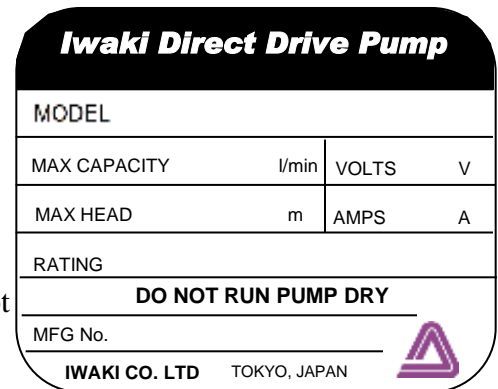 Iwaki Direct Drive Pump
MODEL
MAX CAPACITY l/min VOLTS V
MAX HEAD m AMPS A
RATING
DO NOT RUN PUMP DRY
MFG No.
IWAKI CO. LTD TOKYO, JAPAN